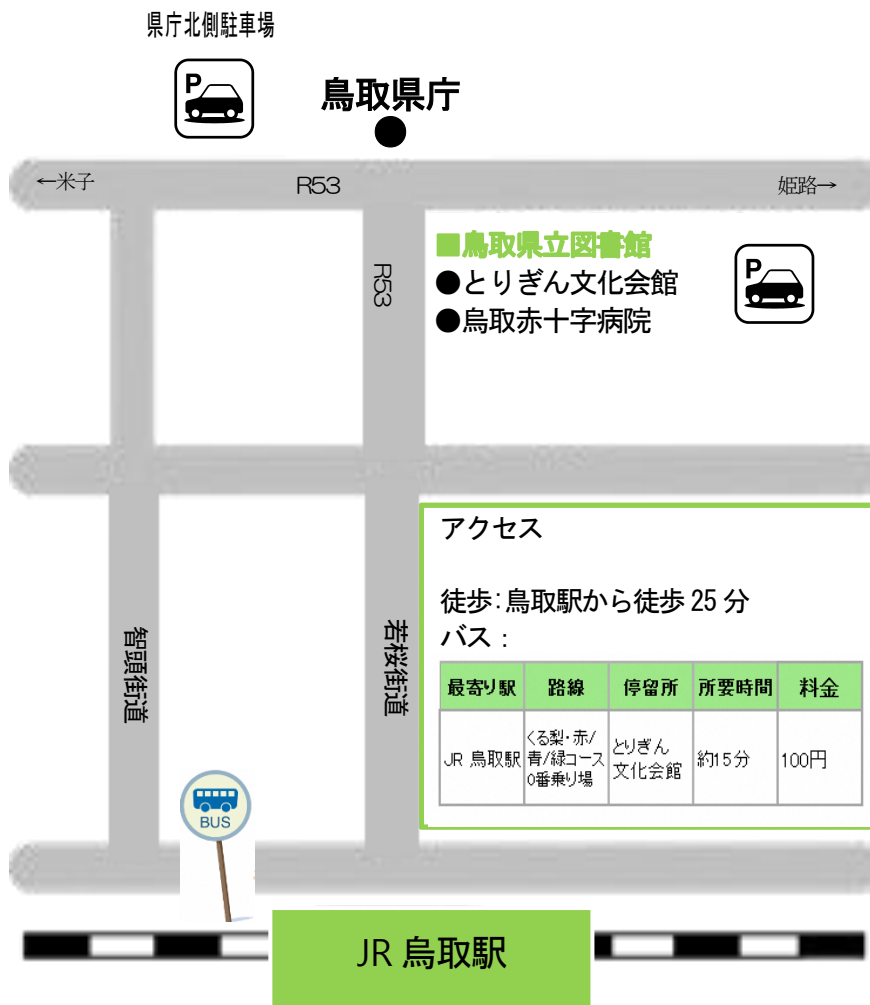 県庁北側駐車場
P
鳥取県庁
●
←米子
R53
姫路→
R53
■鳥取県立図書館
●とりぎん文化会館
●鳥取赤十字病院
P
アクセス
徒歩：鳥取駅から徒歩 25 分
バス：
最寄り駅 路線 停留所 所要時間 料金
JR 鳥取駅
くる梨・赤/
青/緑コース
0番乗り場
とりぎん
文化会館
約15分
100円
智頭街道
若桜街道
BUS
JR 鳥取駅